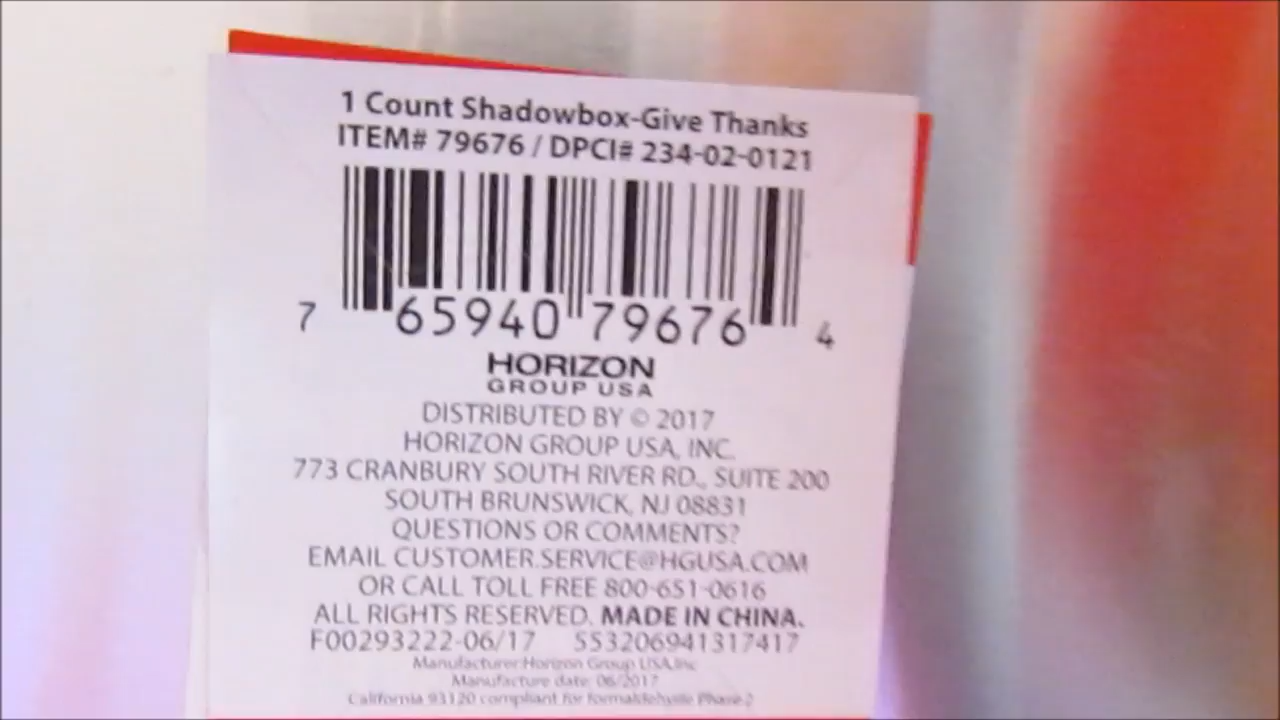 1 Count Shadowbox-Give Thanks
ITEM# 79676 / DPCI# 234-02-0121
7 65940 79676 4
HORIZON
GROUP USA
DISTRIBUTED BY © 2017
HORIZON GROUP USA, INC.
773 CRANBURY SOUTH RIVER RD., SUITE 200
SOUTH BRUNSWICK, NJ 08831
QUESTIONS OR COMMENTS?
EMAIL CUSTOMER.SERVICE@HGUSA.COM
OR CALL TOLL FREE 800-651-0616
ALL RIGHTS RESERVED. MADE IN CHINA.
F00293222-06/17 553206941317417
Manufacturer:Horizon Group USA,Inc
Manufacture date: 06/2017
California 93120 compliant for formaldehyde Phase 2